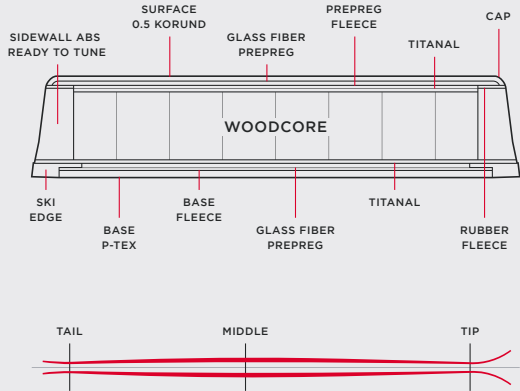 SURFACE
0.5 KORUND
PREPREG
FLEECE
CAP
SIDEWALL ABS
READY TO TUNE
GLASS FIBER
PREPREG
TITANAL
WOODCORE
SKI
EDGE
BASE
P-TEX
BASE
FLEECE
GLASS FIBER
PREPREG
TITANAL
RUBBER
FLEECE
TAIL
MIDDLE
TIP